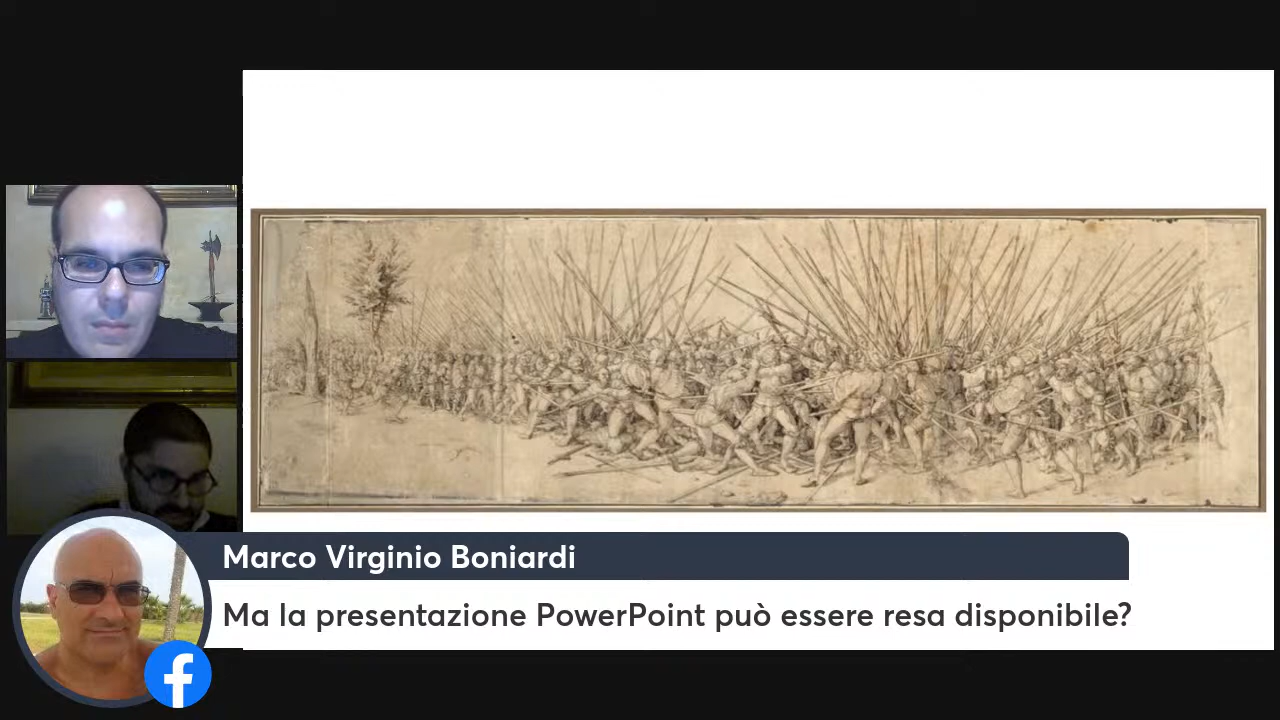 Marco Virginio Boniardi
Ma la presentazione PowerPoint può essere resa disponibile?